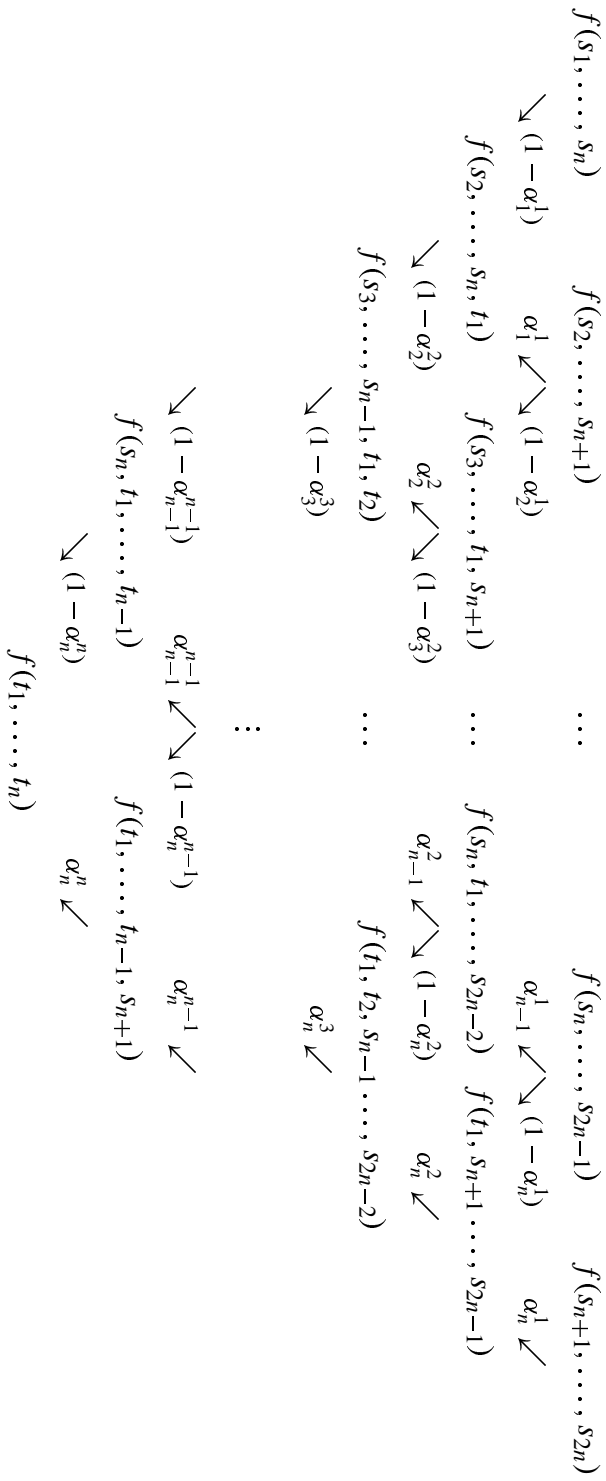 f(s_1, …, s_n) f(s_2, …, s_{n+1}) ⋯ f(s_n, …, s_{2n−1}) f(s_{n+1}, …, s_{2n})
↘ (1 − α_1^1) α_1^1 ↙ ↘ (1 − α_2^1) α_{n−1}^1 ↙ ↘ (1 − α_n^1) α_n^1 ↙
f(s_2, …, s_n, t_1) f(s_3, …, t_1, s_{n+1}) ⋯ f(s_n, t_1, …, s_{2n−2}) f(t_1, s_{n+1} …, s_{2n−1})
↘ (1 − α_2^2) α_2^2 ↙ ↘ (1 − α_3^2) α_{n−1}^2 ↙ ↘ (1 − α_n^2) α_n^2 ↙
f(s_3, …, s_{n−1}, t_1, t_2) ⋯ f(t_1, t_2, s_{n−1} …, s_{2n−2})
↘ (1 − α_3^3) α_n^3 ↙
⋮
↘ (1 − α_{n−1}^{n−1}) α_{n−1}^{n−1} ↙ ↘ (1 − α_n^{n−1}) α_n^{n−1} ↙
f(s_n, t_1, …, t_{n−1}) f(t_1, …, t_{n−1}, s_{n+1})
↘ (1 − α_n^n) α_n^n ↙
f(t_1, …, t_n)